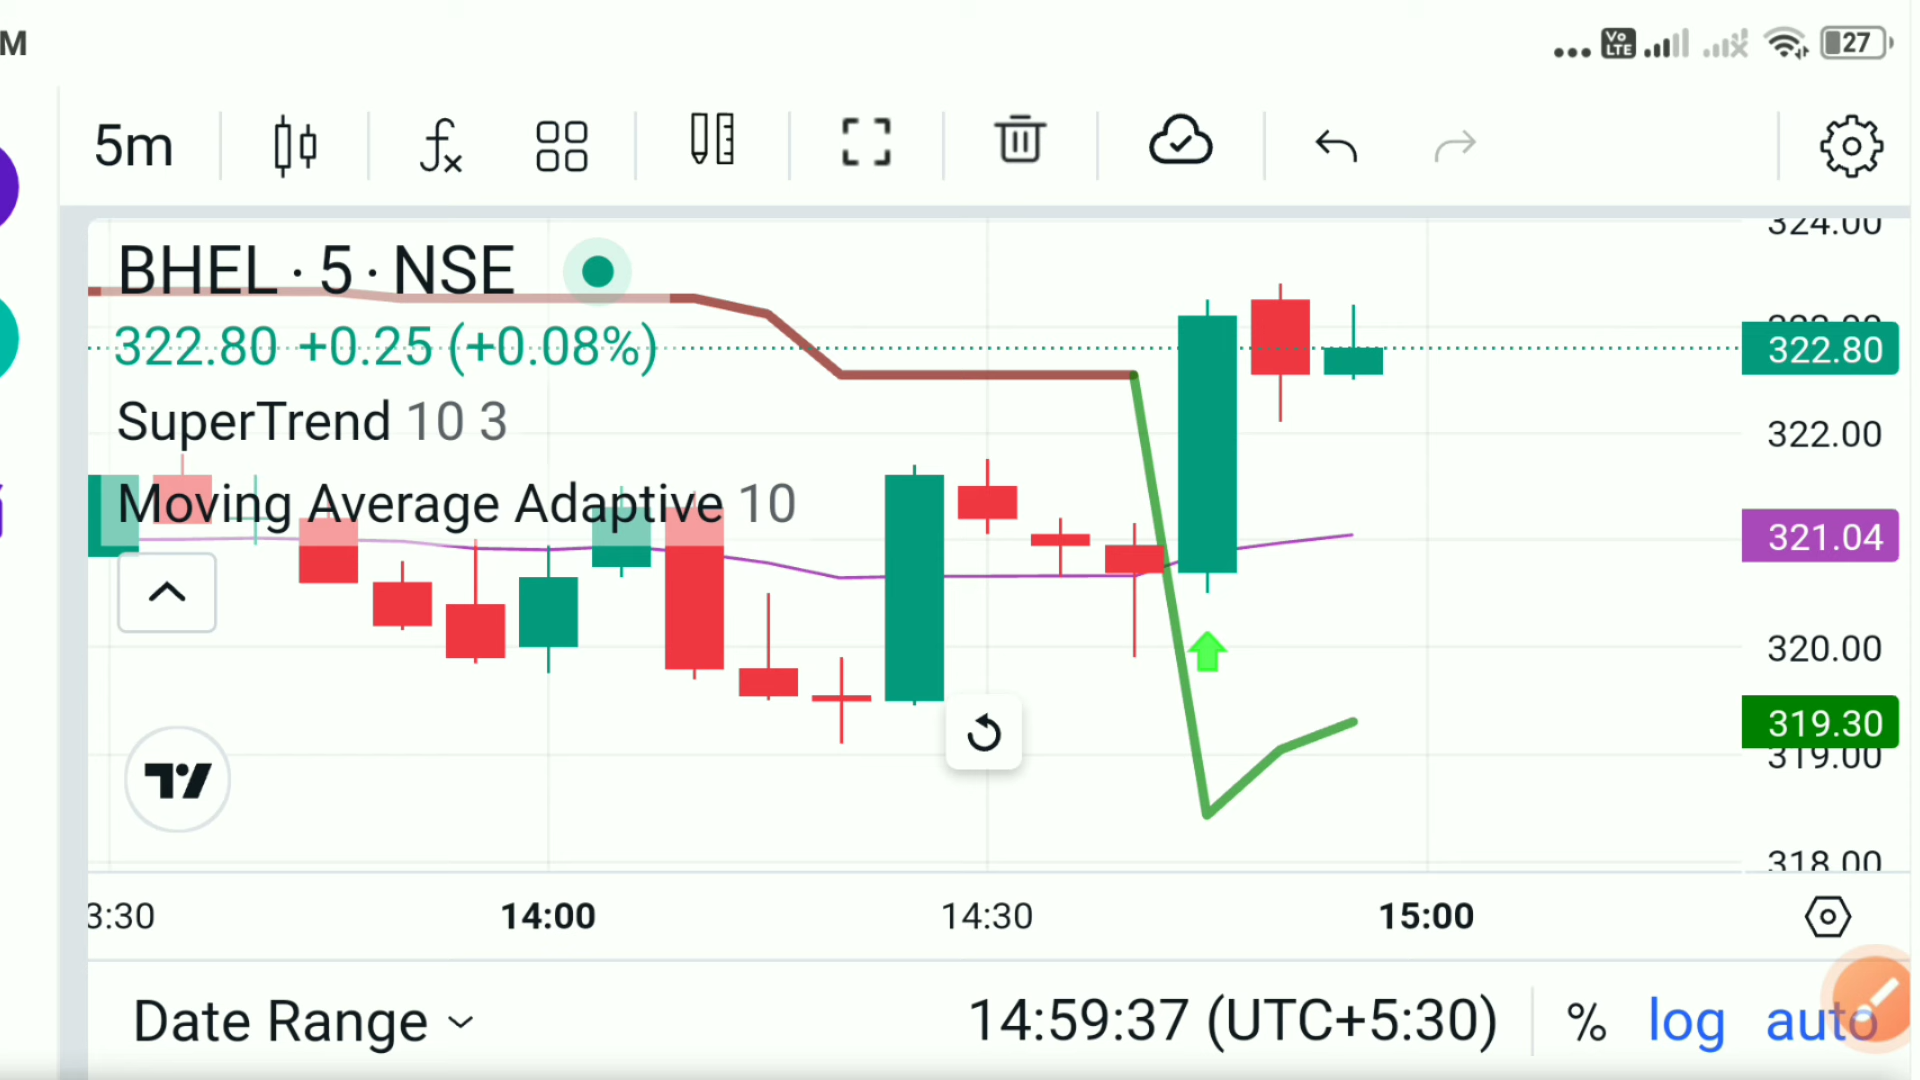 M
Vo LTE 27
5m
BHEL · 5 · NSE
322.80 +0.25 (+0.08%)
SuperTrend 10 3
Moving Average Adaptive 10
324.00
322.80
322.00
321.04
320.00
319.30
319.00
318.00
3:30 14:00 14:30 15:00
Date Range
14:59:37 (UTC+5:30) % log auto